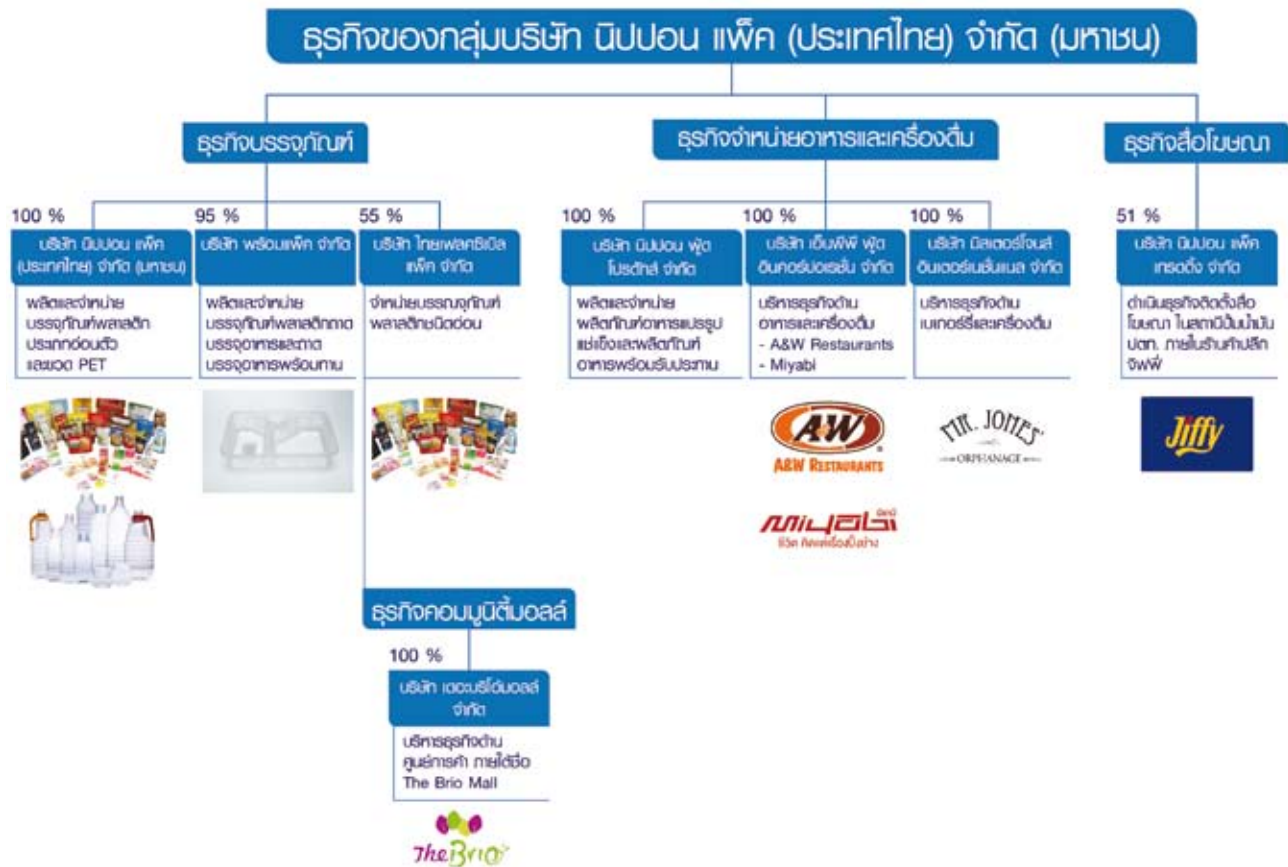 ธุรกิจของกลุ่มบริษัท นิปปอน แพ็ค (ประเทศไทย) จำกัด (มหาชน)
ธุรกิจบรรจุภัณฑ์
100 %
บริษัท นิปปอน แพ็ค
(ประเทศไทย) จำกัด (มหาชน)
ผลิตและจำหน่าย
บรรจุภัณฑ์พลาสติก
ประเภทอ่อนตัว
และขวด PET
95 %
บริษัท พร้อมแพ็ค จำกัด
ผลิตและจำหน่าย
บรรจุภัณฑ์พลาสติกถาด
บรรจุอาหารและถาด
บรรจุอาหารพร้อมทาน
55 %
บริษัท ไทยเฟลคซิเบิล
แพ็ค จำกัด
จำหน่ายบรรณจุภัณฑ์
พลาสติกชนิดอ่อน
ธุรกิจจำหน่ายอาหารและเครื่องดื่ม
100 %
บริษัท นิปปอน ฟู้ด
โปรดักส์ จำกัด
ผลิตและจำหน่าย
ผลิตภัณฑ์อาหารแปรรูป
แช่แข็งและผลิตภัณฑ์
อาหารพร้อมรับประทาน
100 %
บริษัท เอ็นพีพี ฟู้ด
อินคอร์ปอเรชั่น จำกัด
บริหารธุรกิจด้าน
อาหารและเครื่องดื่ม
- A&W Restaurants
- Miyabi
A&W
A&W RESTAURANTS
miyabi
100 %
บริษัท มิสเตอร์โจนส์
อินเตอร์เนชั่นแนล จำกัด
บริหารธุรกิจด้าน
เบเกอร์รี่และเครื่องดื่ม
MR. JONES'
ORPHANAGE
ธุรกิจสื่อโฆษณา
51 %
บริษัท นิปปอน แพ็ค
เทรดดิ้ง จำกัด
ดำเนินธุรกิจติดตั้งสื่อ
โฆษณา ในสถานีปั๊มน้ำมัน
ปตท. ภายในร้านค้าปลีก
จิฟฟี่
Jiffy
ธุรกิจคอมมูนิตี้มอลล์
100 %
บริษัท เดอะบริโอ้มอลล์
จำกัด
บริหารธุรกิจด้าน
ศูนย์การค้า ภายใต้ชื่อ
The Brio Mall
The Brio